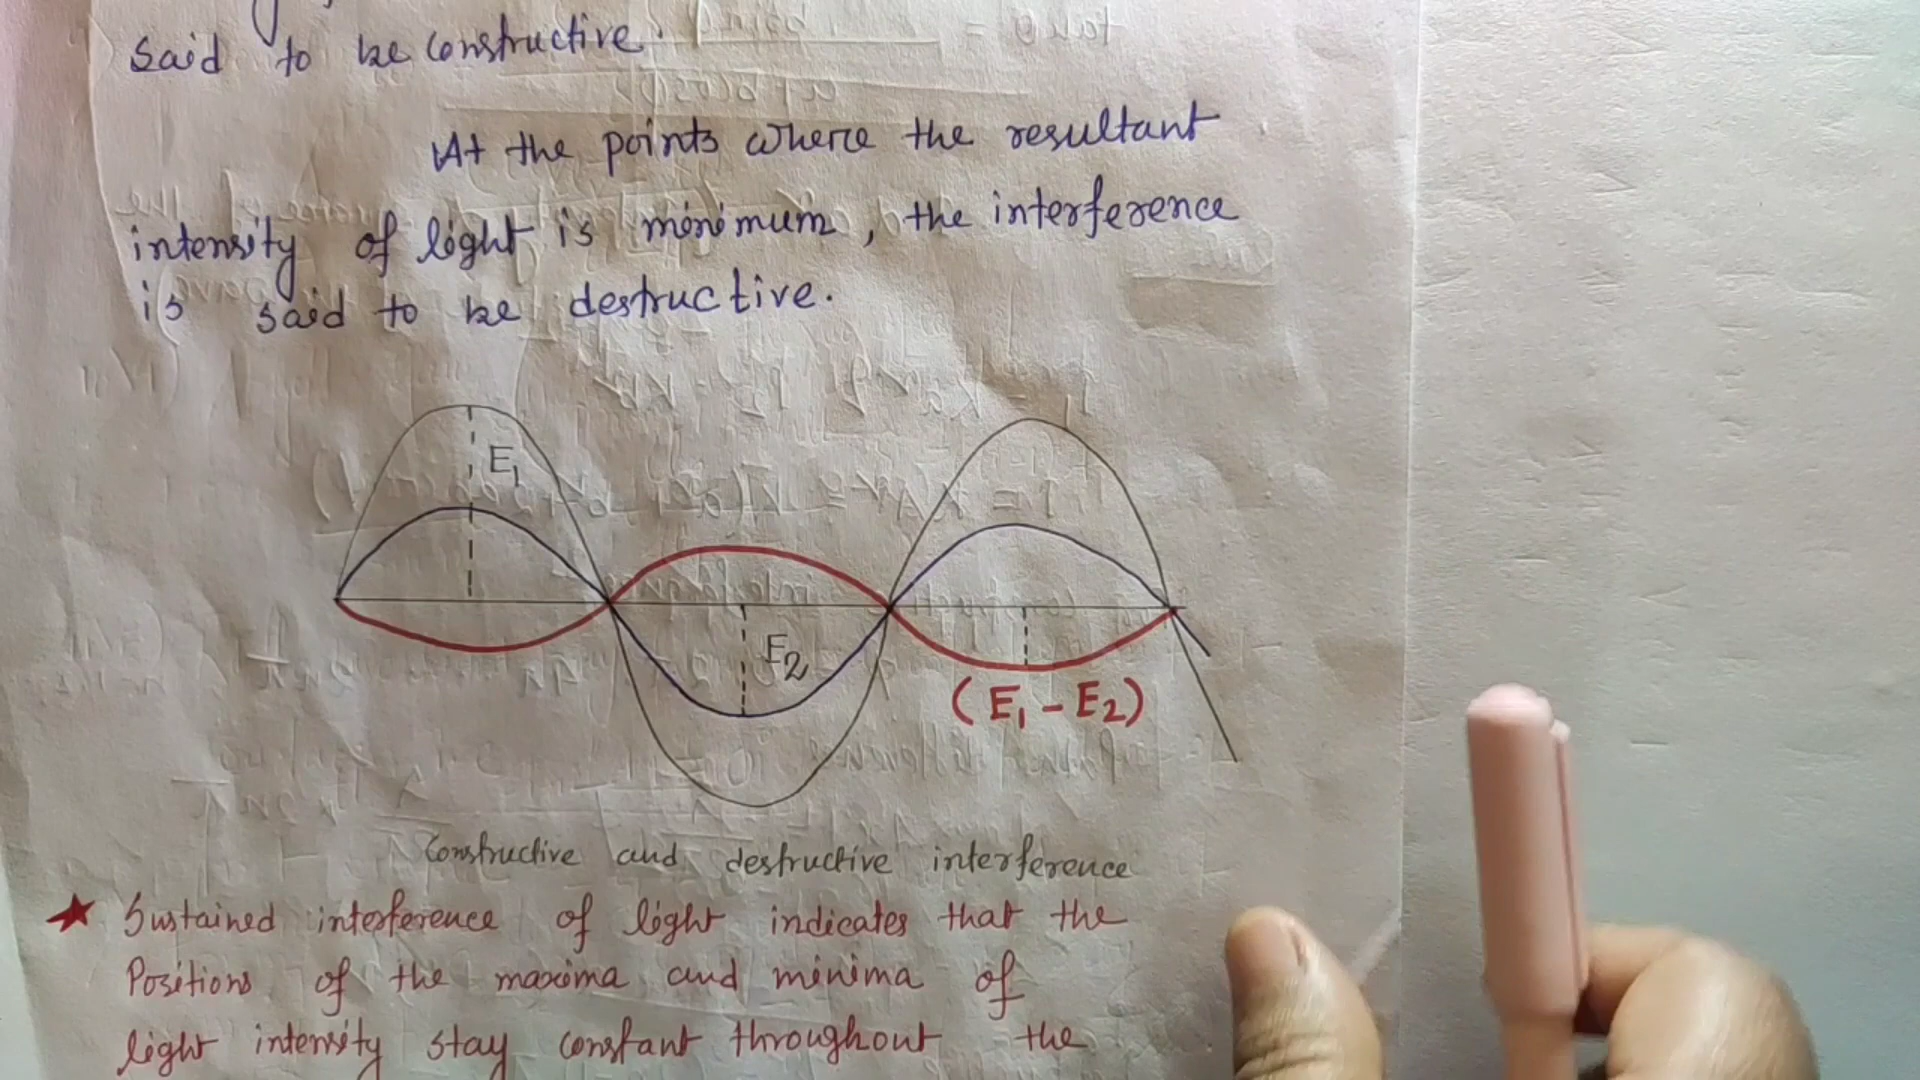 said to be constructive.
At the points where the resultant
intensity of light is minimum, the interference
is said to be destructive.
E₁
E₂
(E₁ - E₂)
Constructive and destructive interference
★ Sustained interference of light indicates that the
Positions of the maxima and minima of
light intensity stay constant throughout the